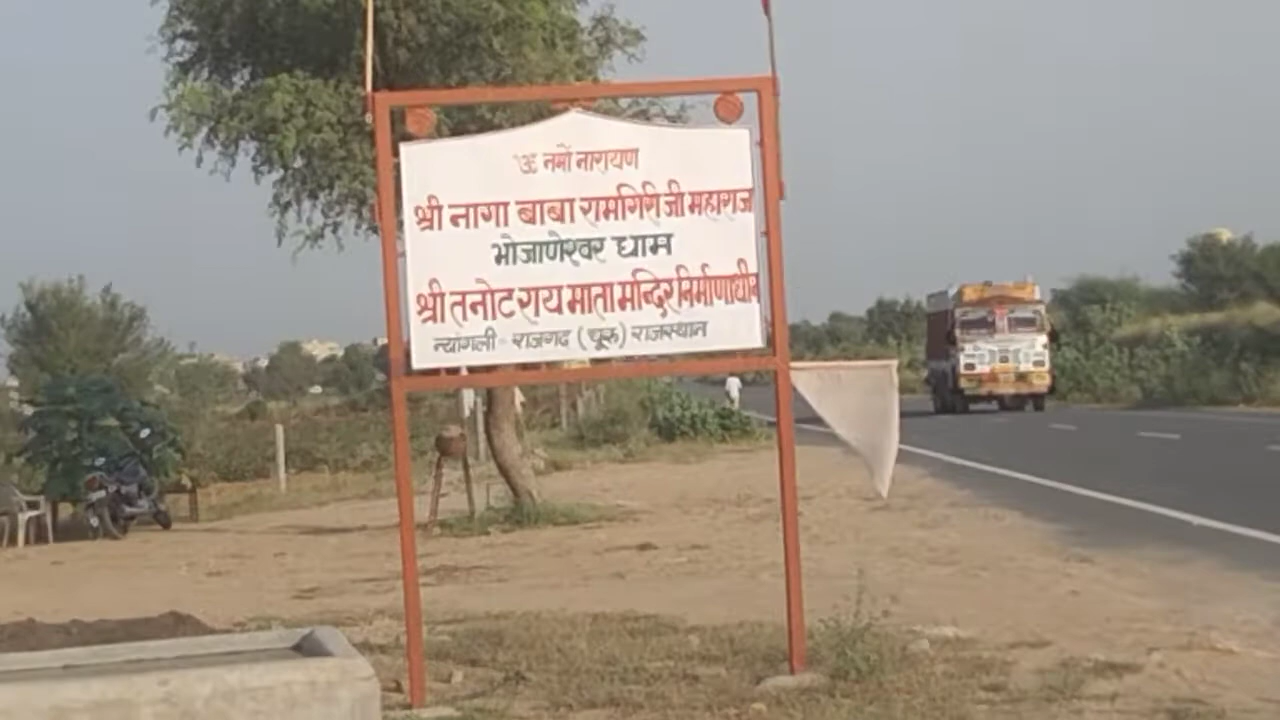 ॐ नमों नारायण
श्री नागा बाबा रामगिरी जी महाराज
भोजाणेश्वर धाम
श्री तनोट राय माता मन्दिर निर्माणाधीन
न्यांगली - राजगढ (चूरू) राजस्थान